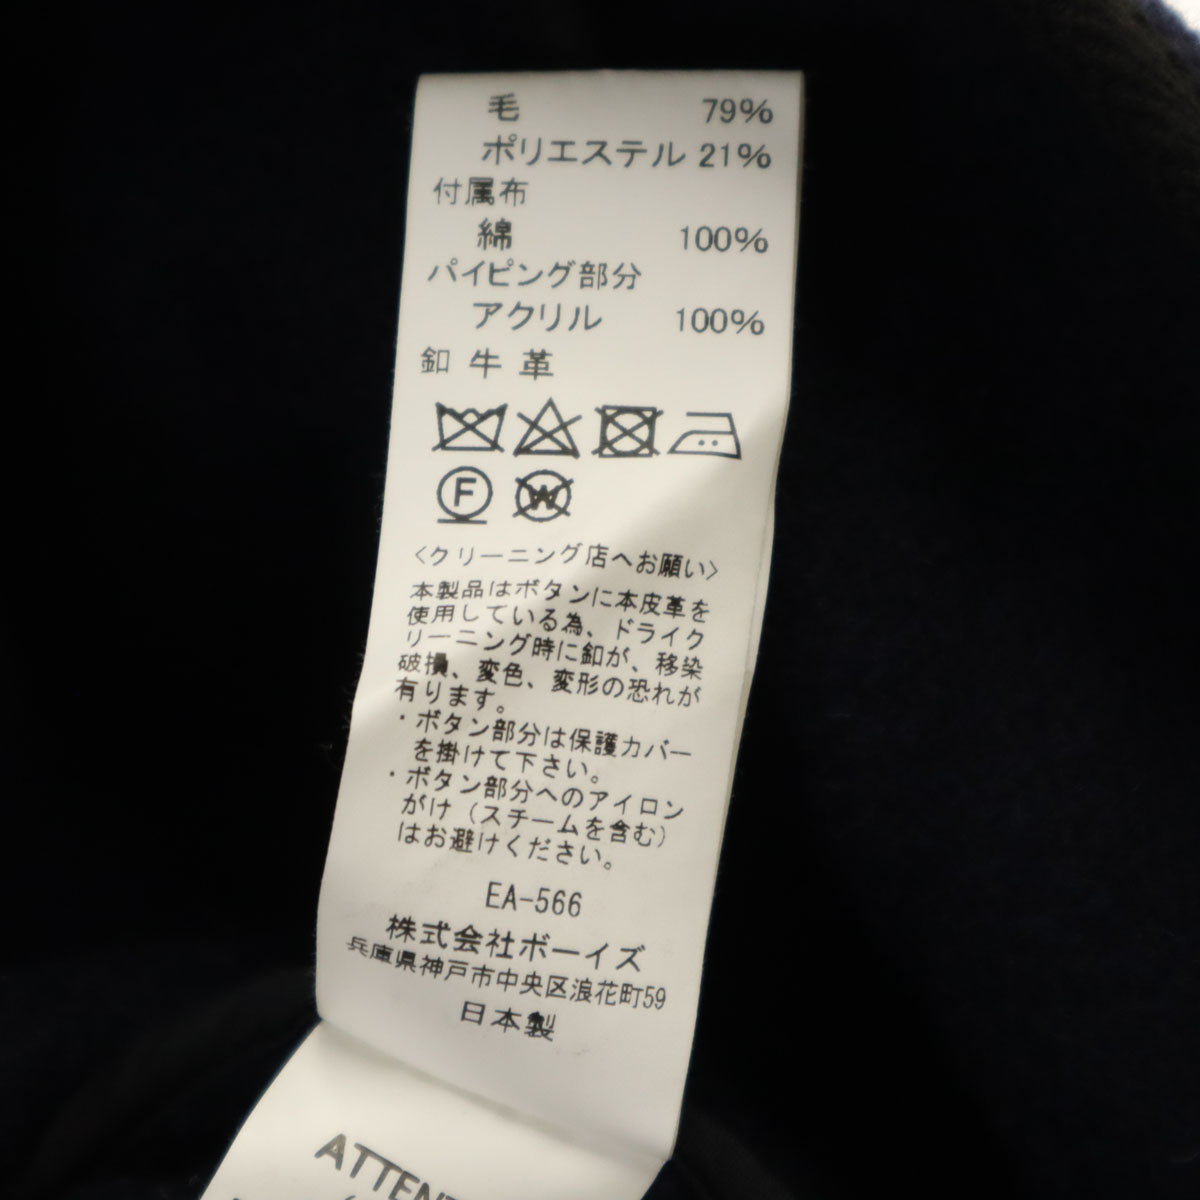 毛 79%
ポリエステル 21%
付属布
綿 100%
パイピング部分
アクリル 100%
釦 牛革
F W
<クリーニング店へお願い>
本製品はボタンに本皮革を
使用している為、ドライク
リーニング時に釦が、移染
破損、変色、変形の恐れが
有ります。
・ボタン部分は保護カバー
を掛けて下さい。
・ボタン部分へのアイロン
がけ（スチームを含む）
はお避けください。
EA-566
株式会社ボーイズ
兵庫県神戸市中央区浪花町59
日本製